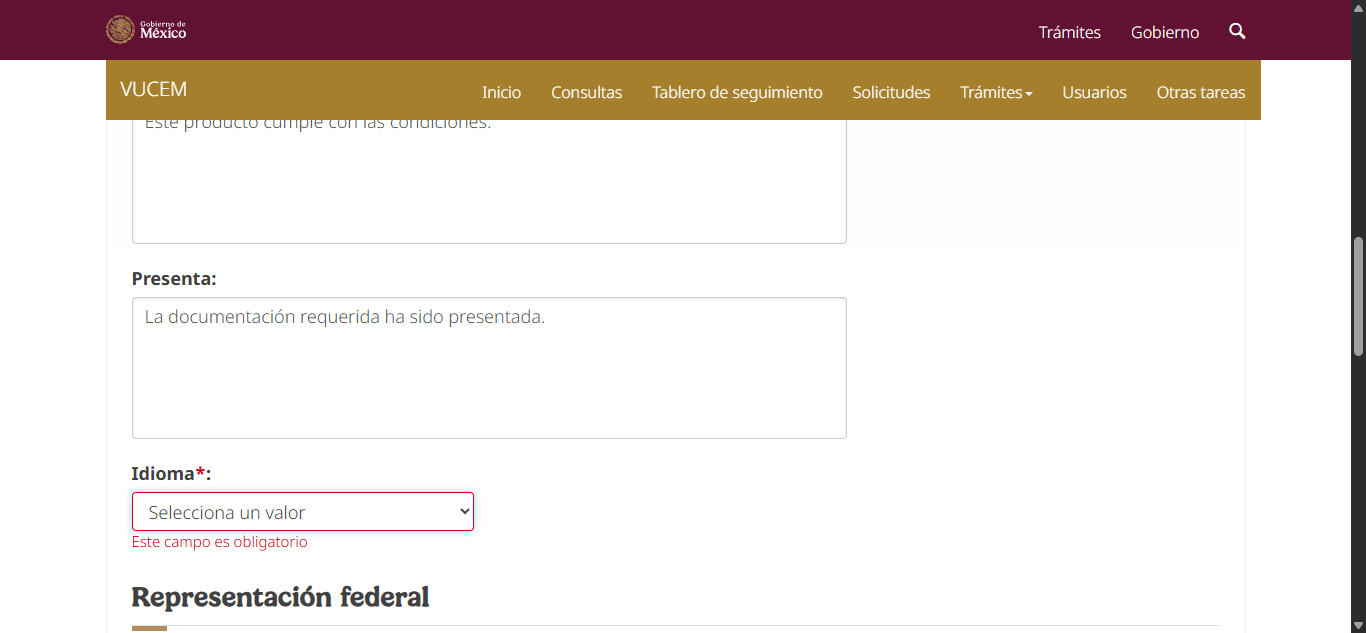 Gobierno de
México
Trámites
Gobierno
VUCEM
Inicio
Consultas
Tablero de seguimiento
Solicitudes
Trámites
Usuarios
Otras tareas
Este producto cumple con las condiciones.
Presenta:
La documentación requerida ha sido presentada.
Idioma*:
Selecciona un valor
Este campo es obligatorio
Representación federal